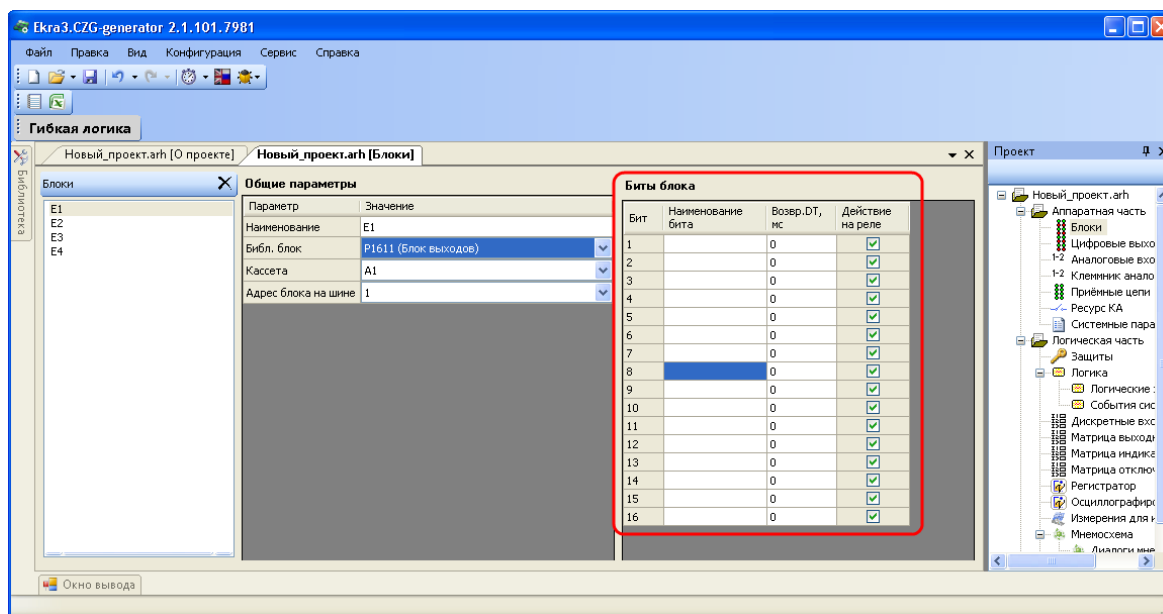 Ekra3.CZG-generator 2.1.101.7981
Файл Правка Вид Конфигурация Сервис Справка
Гибкая логика
Библиотека
Новый_проект.arh [О проекте] Новый_проект.arh [Блоки]
Блоки
E1
E2
E3
E4
Общие параметры
Параметр Значение
Наименование E1
Библ. блок P1611 (Блок выходов)
Кассета A1
Адрес блока на шине 1
Биты блока
Бит Наименование бита Возвр.DT, мс Действие на реле
1 0
2 0
3 0
4 0
5 0
6 0
7 0
8 0
9 0
10 0
11 0
12 0
13 0
14 0
15 0
16 0
Проект
Новый_проект.arh
Аппаратная часть
Блоки
Цифровые выхо
1-2 Аналоговые вхо
1-2 Клеммник анало
Приёмные цепи
Ресурс КА
Системные пара
Логическая часть
Защиты
Логика
Логические
События сис
Дискретные вхс
Матрица выходн
Матрица индика
Матрица отключ
Регистратор
Осциллографиро
Измерения для
Мнемосхема
Диалоги мне
Окно вывода